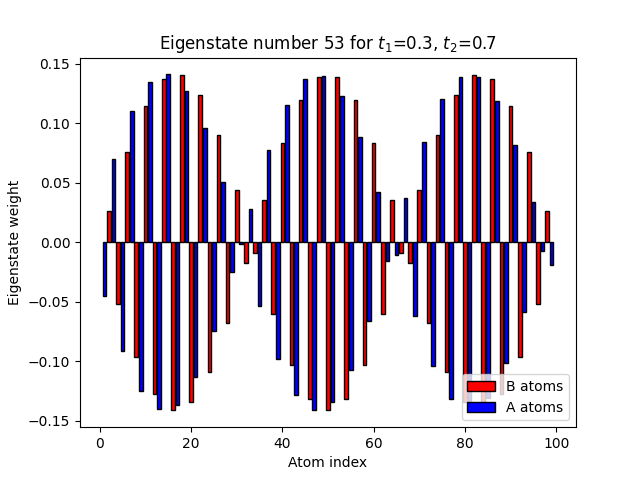 Eigenstate number 53 for t₁=0.3, t₂=0.7
Eigenstate weight
0.15
0.10
0.05
0.00
−0.05
−0.10
−0.15
B atoms
A atoms
0 20 40 60 80 100
Atom index